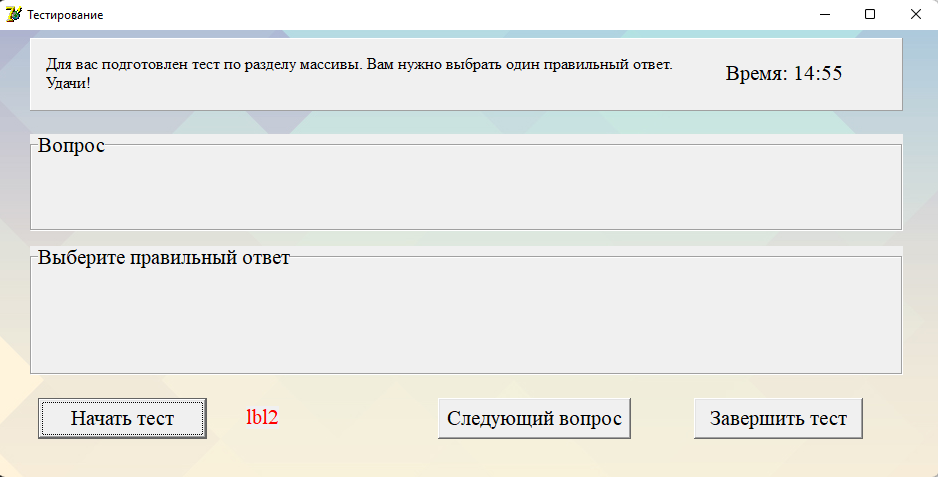 Тестирование
Для вас подготовлен тест по разделу массивы. Вам нужно выбрать один правильный ответ.
Удачи!
Время: 14:55
Вопрос
Выберите правильный ответ
Начать тест
lbl2
Следующий вопрос
Завершить тест